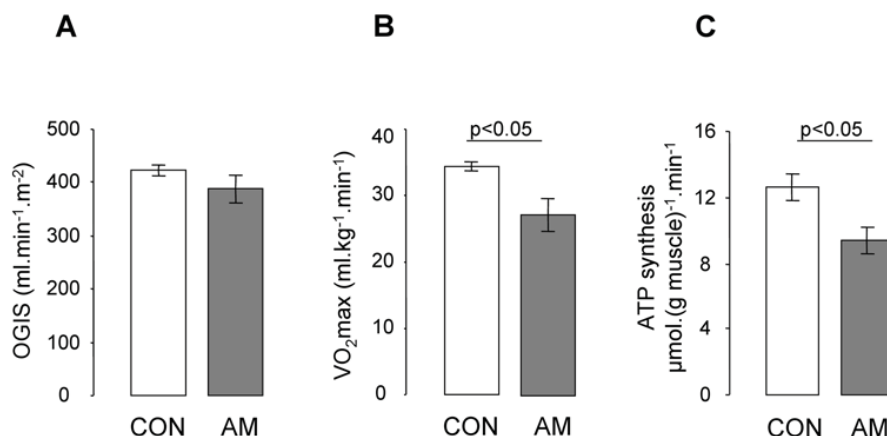 A
B
C
OGIS (ml.min⁻¹.m⁻²)
500
400
300
200
100
0
CON
AM
VO₂max (ml.kg⁻¹.min⁻¹)
40
30
20
10
0
p<0.05
CON
AM
ATP synthesis
µmol.(g muscle)⁻¹.min⁻¹
16
12
8
4
0
p<0.05
CON
AM